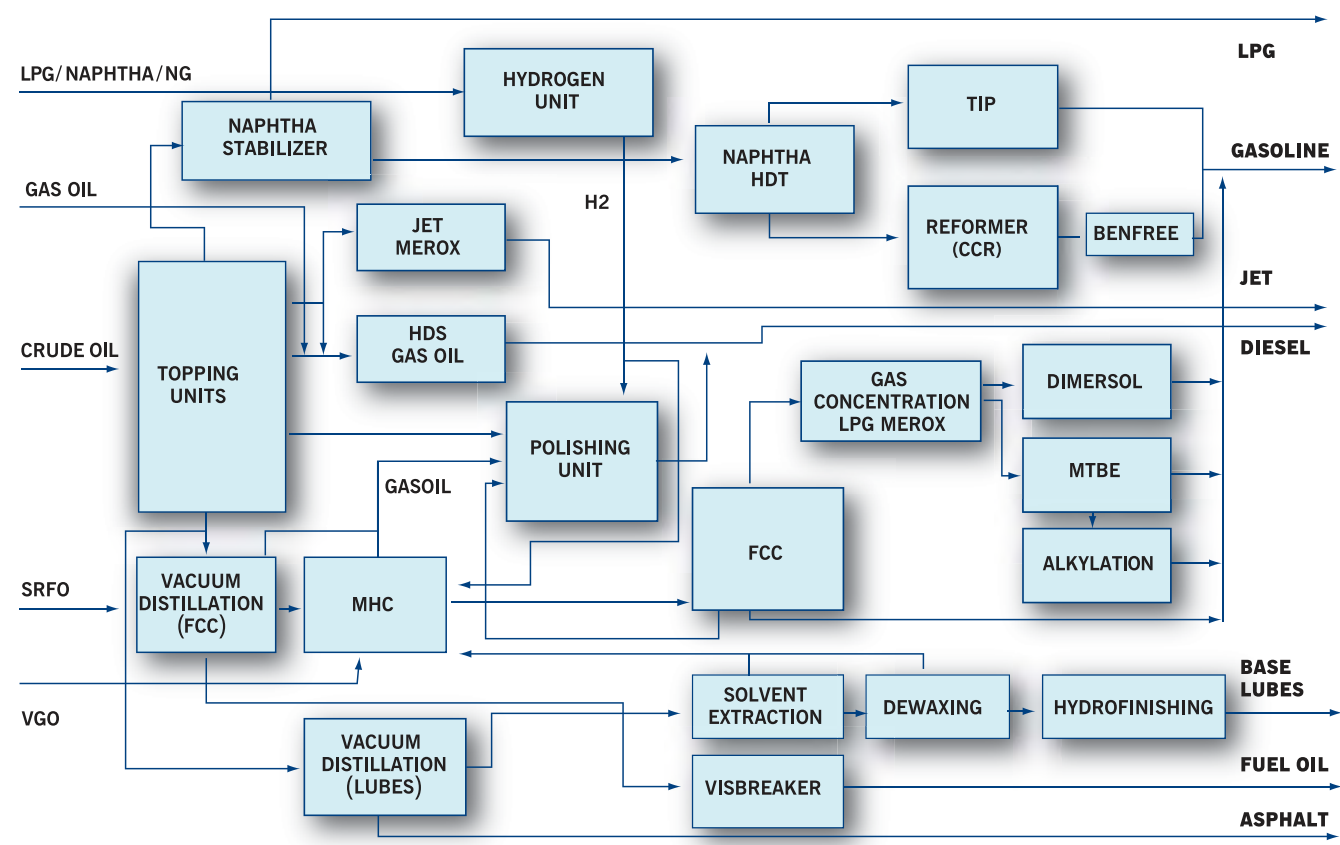 LPG
LPG/NAPHTHA/NG
HYDROGEN
UNIT
TIP
NAPHTHA
STABILIZER
NAPHTHA
HDT
GASOLINE
GAS OIL
H2
JET
MEROX
REFORMER
(CCR)
BENFREE
JET
CRUDE OIL
TOPPING
UNITS
HDS
GAS OIL
DIESEL
GAS
CONCENTRATION
LPG MEROX
DIMERSOL
POLISHING
UNIT
MTBE
GASOIL
FCC
ALKYLATION
SRFO
VACUUM
DISTILLATION
(FCC)
MHC
VGO
SOLVENT
EXTRACTION
DEWAXING
HYDROFINISHING
BASE
LUBES
VACUUM
DISTILLATION
(LUBES)
VISBREAKER
FUEL OIL
ASPHALT